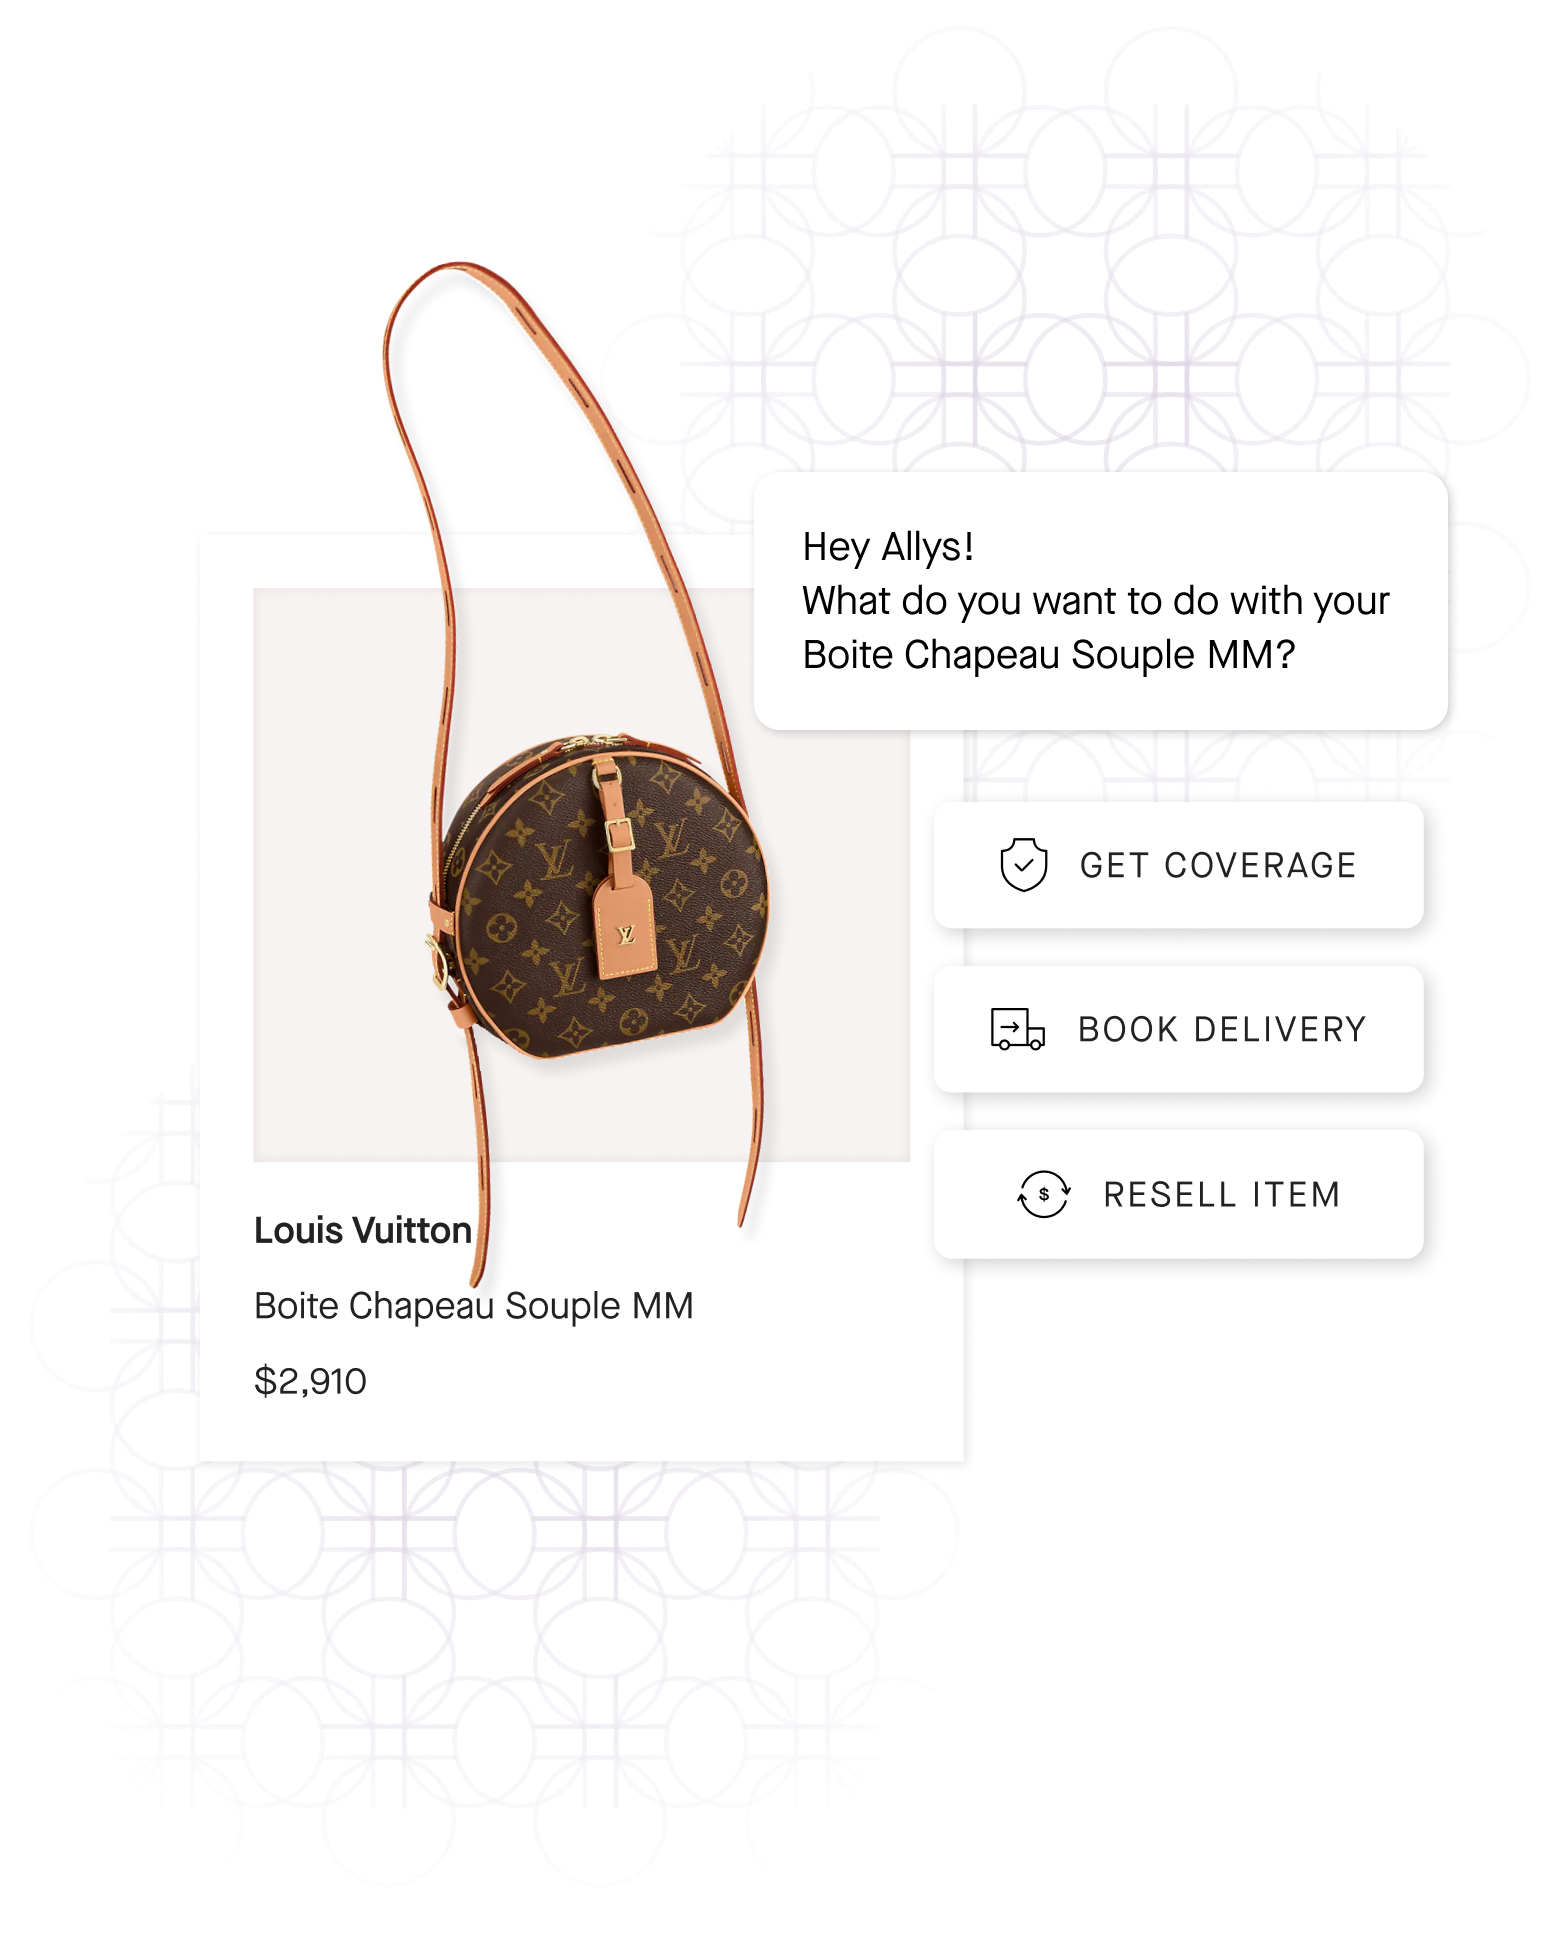 Hey Allys!
What do you want to do with your
Boite Chapeau Souple MM?
GET COVERAGE
BOOK DELIVERY
RESELL ITEM
Louis Vuitton
Boite Chapeau Souple MM
$2,910